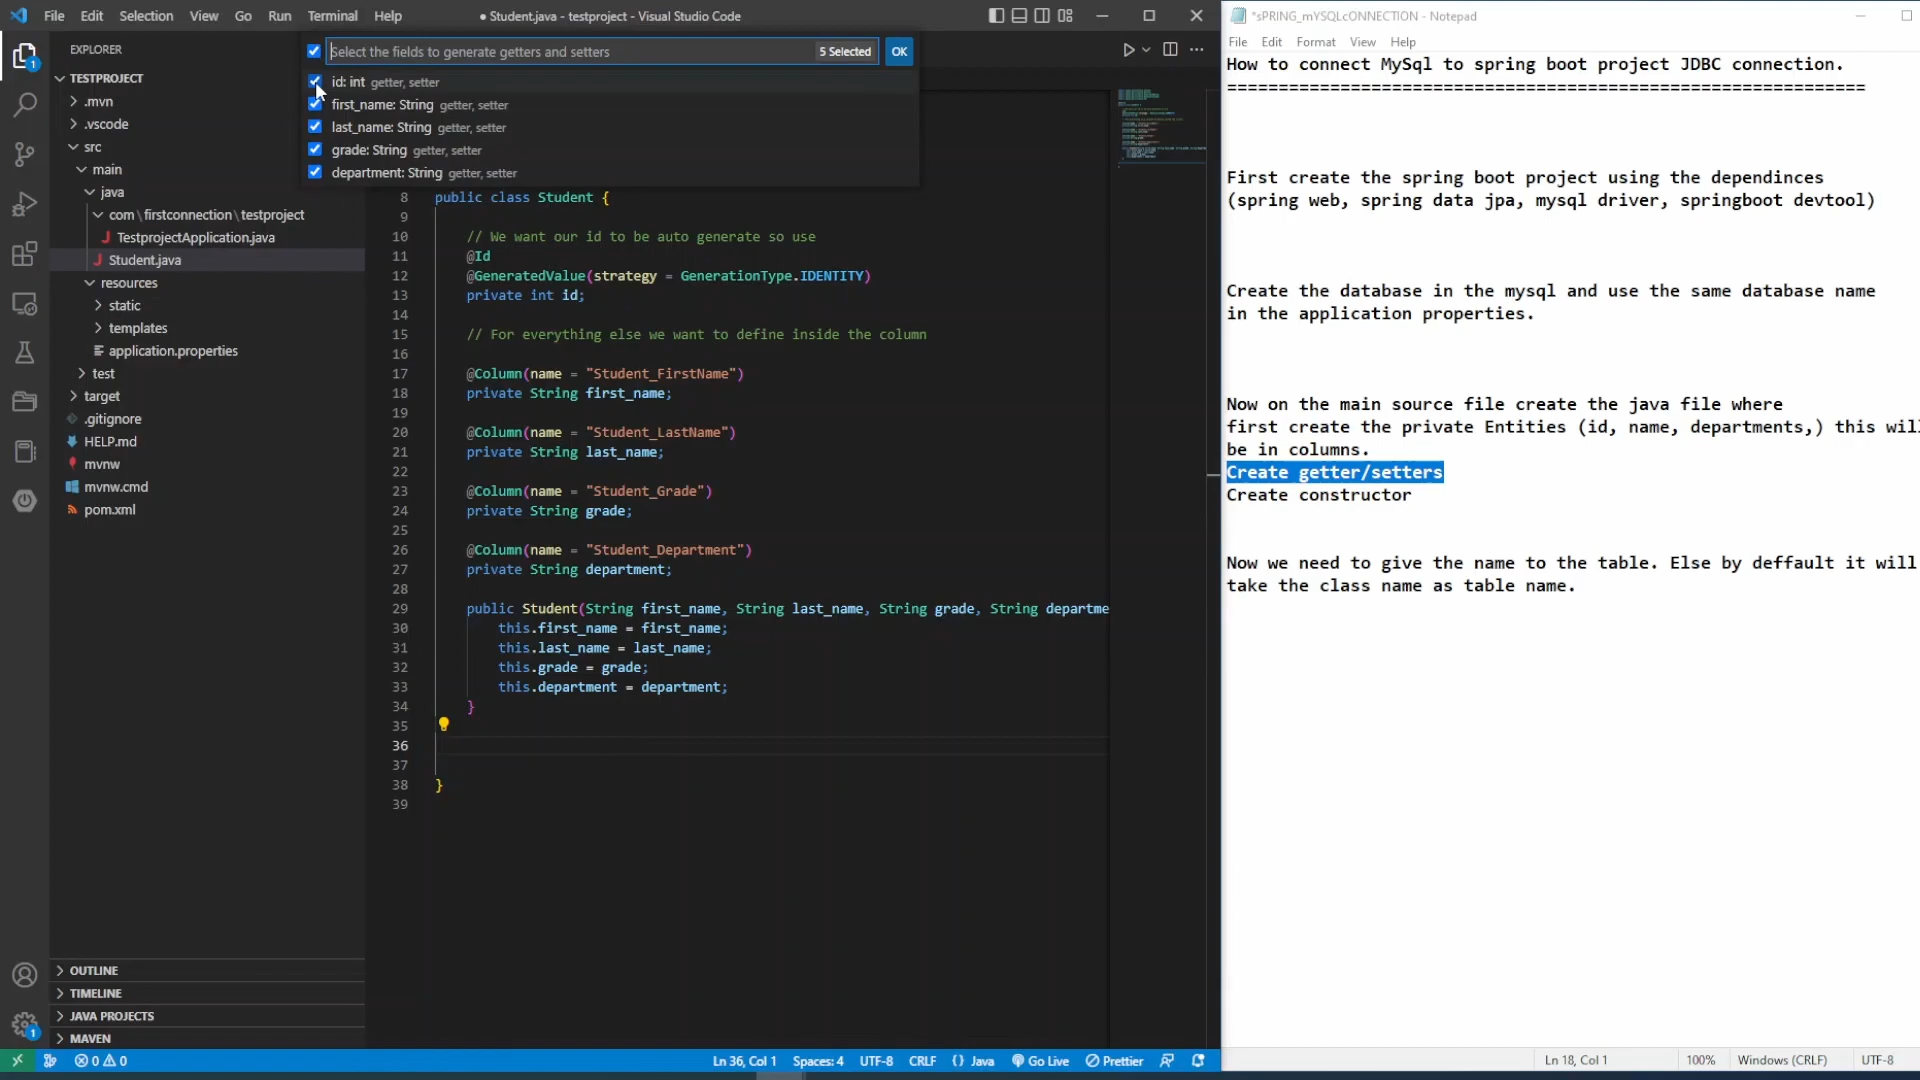 File Edit Selection View Go Run Terminal Help
● Student.java - testproject - Visual Studio Code
EXPLORER
TESTPROJECT
.mvn
.vscode
src
main
java
com\firstconnection\testproject
TestprojectApplication.java
Student.java
resources
static
templates
application.properties
test
target
.gitignore
HELP.md
mvnw
mvnw.cmd
pom.xml
OUTLINE
TIMELINE
JAVA PROJECTS
MAVEN
Select the fields to generate getters and setters 5 Selected OK
id: int getter, setter
first_name: String getter, setter
last_name: String getter, setter
grade: String getter, setter
department: String getter, setter
8 public class Student {
9
10 // We want our id to be auto generate so use
11 @Id
12 @GeneratedValue(strategy = GenerationType.IDENTITY)
13 private int id;
14
15 // For everything else we want to define inside the column
16
17 @Column(name = "Student_FirstName")
18 private String first_name;
19
20 @Column(name = "Student_LastName")
21 private String last_name;
22
23 @Column(name = "Student_Grade")
24 private String grade;
25
26 @Column(name = "Student_Department")
27 private String department;
28
29 public Student(String first_name, String last_name, String grade, String departme
30 this.first_name = first_name;
31 this.last_name = last_name;
32 this.grade = grade;
33 this.department = department;
34 }
35
36
37
38 }
39
0 0 Ln 36, Col 1 Spaces: 4 UTF-8 CRLF {} Java Go Live Prettier
1
1
*sPRING_mYSQLcONNECTION - Notepad
File Edit Format View Help
How to connect MySql to spring boot project JDBC connection.
===========================================================
First create the spring boot project using the dependinces
(spring web, spring data jpa, mysql driver, springboot devtool)
Create the database in the mysql and use the same database name
in the application properties.
Now on the main source file create the java file where
first create the private Entities (id, name, departments,) this will
be in columns.
Create getter/setters
Create constructor
Now we need to give the name to the table. Else by deffault it will
take the class name as table name.
Ln 18, Col 1 100% Windows (CRLF) UTF-8